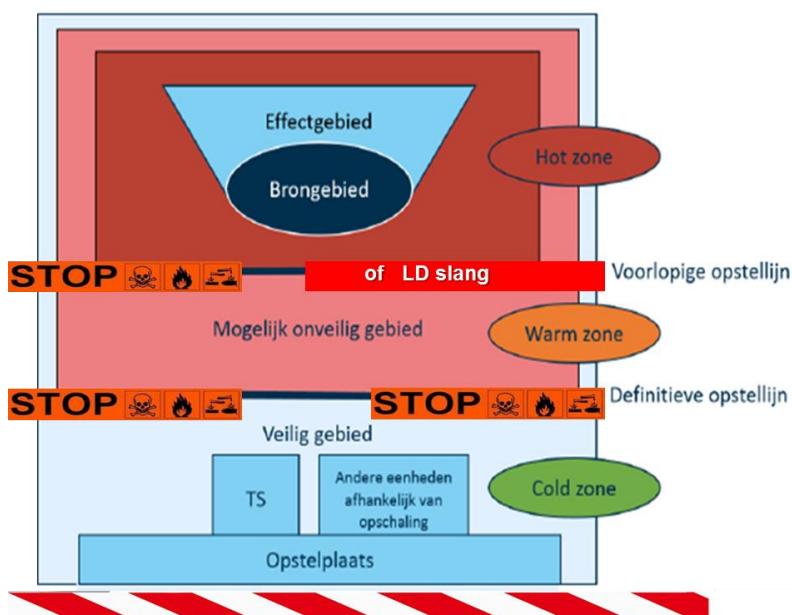 Effectgebied
Brongebied
Hot zone
STOP
of LD slang
Voorlopige opstellijn
Mogelijk onveilig gebied
Warm zone
STOP
STOP
Definitieve opstellijn
Veilig gebied
TS
Andere eenheden
afhankelijk van
opschaling
Cold zone
Opstelplaats